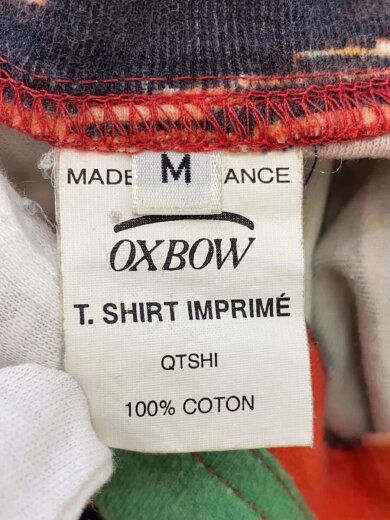 MADE M ANCE
OXBOW
T. SHIRT IMPRIMÉ
QTSHI
100% COTON